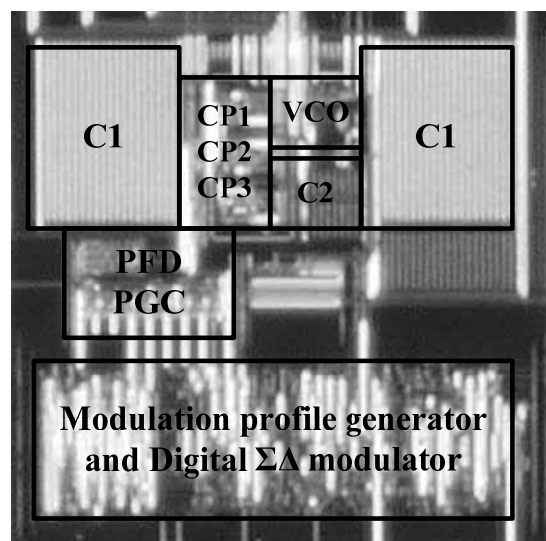 C1
CP1
CP2
CP3
VCO
C2
C1
PFD
PGC
Modulation profile generator
and Digital ΣΔ modulator